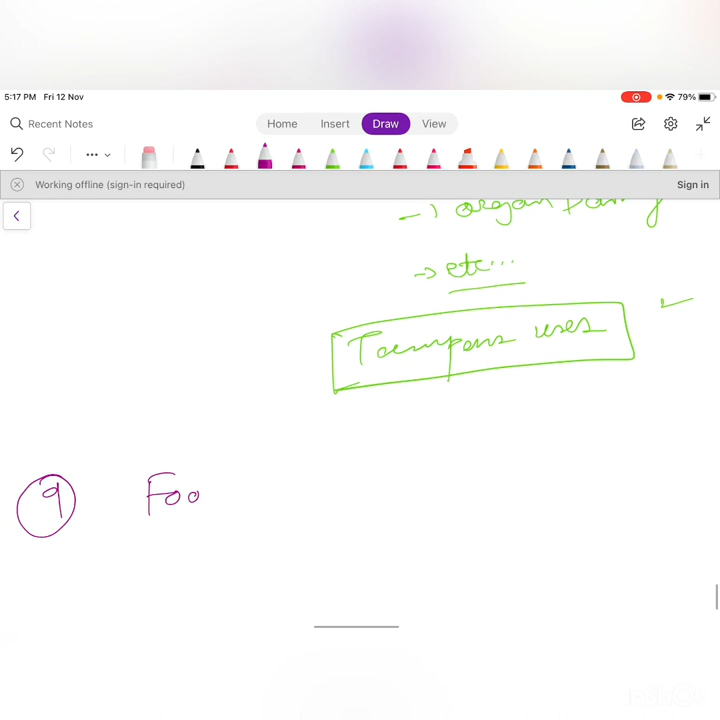 5:17 PM Fri 12 Nov
79%
Recent Notes
Home Insert Draw View
Working offline (sign-in required) Sign in
→ organ
→ etc...
Tampons uses
9 Foo